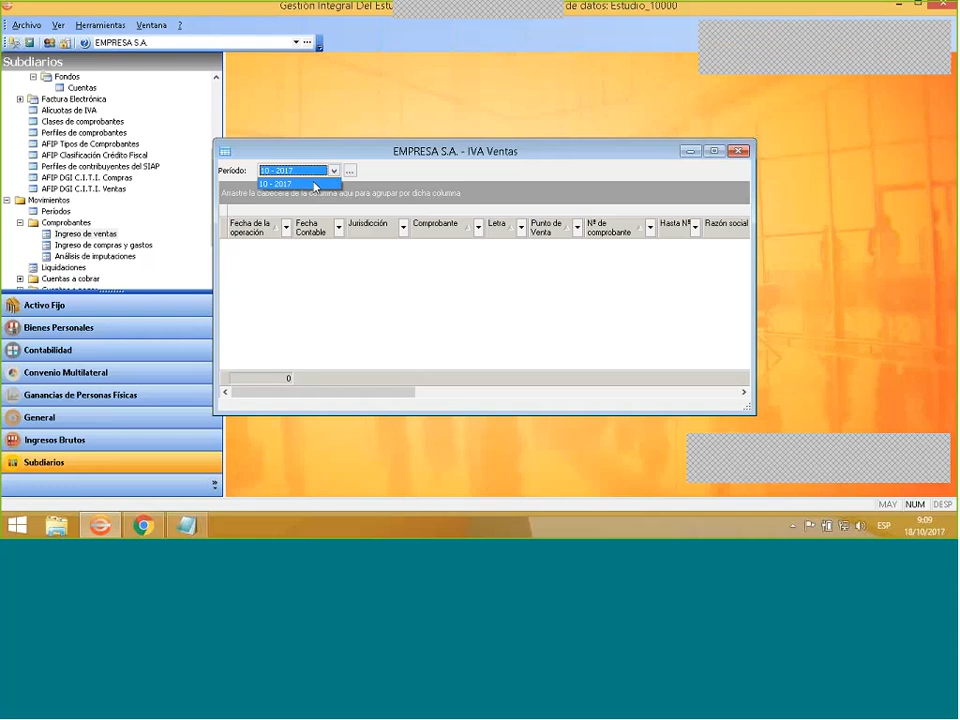 Gestión Integral Del Estu
de datos: Estudio_10000
Archivo Ver Herramientas Ventana ?
EMPRESA S.A.
Subdiarios
Fondos
Cuentas
Factura Electrónica
Alícuotas de IVA
Clases de comprobantes
Perfiles de comprobantes
AFIP Tipos de Comprobantes
AFIP Clasificación Crédito Fiscal
Perfiles de contribuyentes del SIAP
AFIP DGI C.I.T.I. Compras
AFIP DGI C.I.T.I. Ventas
Movimientos
Períodos
Comprobantes
Ingreso de ventas
Ingreso de compras y gastos
Análisis de imputaciones
Liquidaciones
Cuentas a cobrar
Activo Fijo
Bienes Personales
Contabilidad
Convenio Multilateral
Ganancias de Personas Físicas
General
Ingresos Brutos
Subdiarios
EMPRESA S.A. - IVA Ventas
Período: 10 - 2017 ...
10 - 2017
Arrastre la cabecera de la columna aquí para agrupar por dicha columna
Fecha de la operación
Fecha Contable
Jurisdicción
Comprobante
Letra
Punto de Venta
Nº de comprobante
Hasta Nº
Razón social
0
MAY NUM DESP
ESP
9:09
18/10/2017